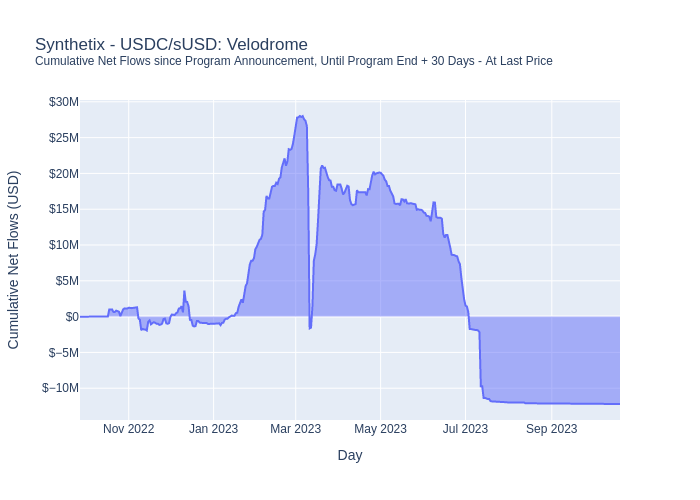 Synthetix - USDC/sUSD: Velodrome
Cumulative Net Flows since Program Announcement, Until Program End + 30 Days - At Last Price
$30M
$25M
$20M
$15M
$10M
$5M
$0
$−5M
$−10M
Cumulative Net Flows (USD)
Nov 2022
Jan 2023
Mar 2023
May 2023
Jul 2023
Sep 2023
Day